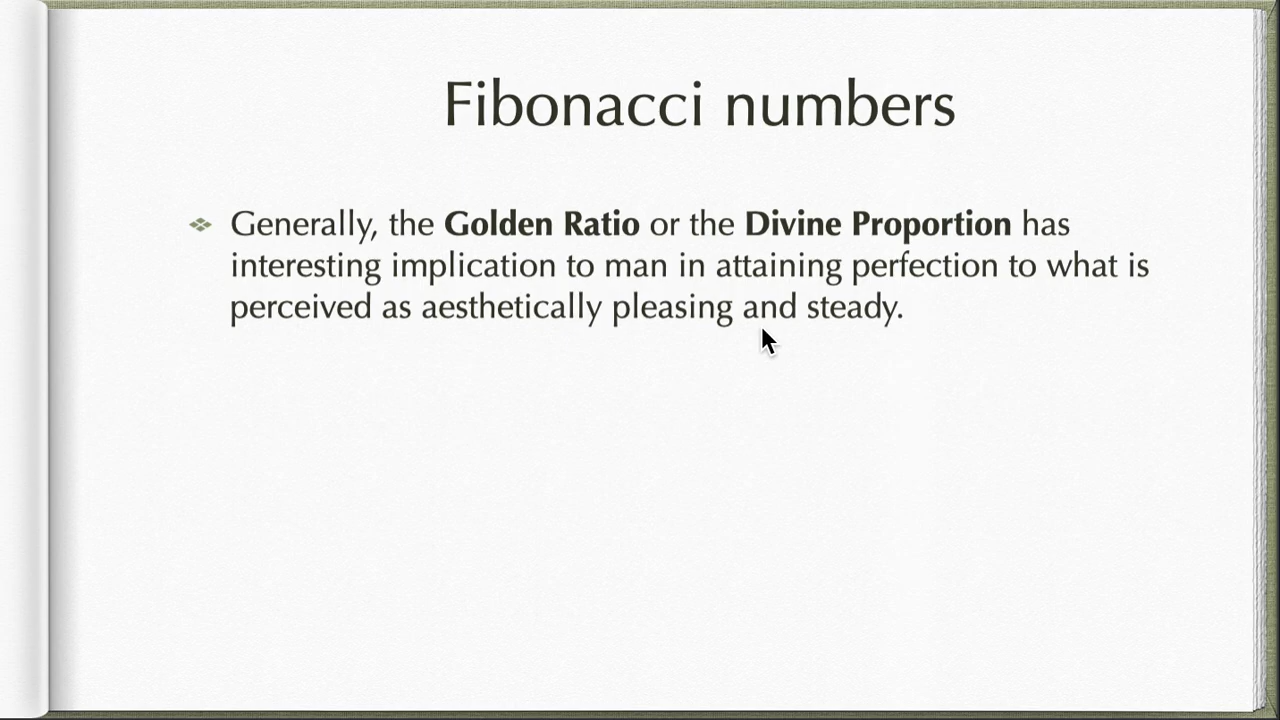 Fibonacci numbers
Generally, the Golden Ratio or the Divine Proportion has
interesting implication to man in attaining perfection to what is
perceived as aesthetically pleasing and steady.